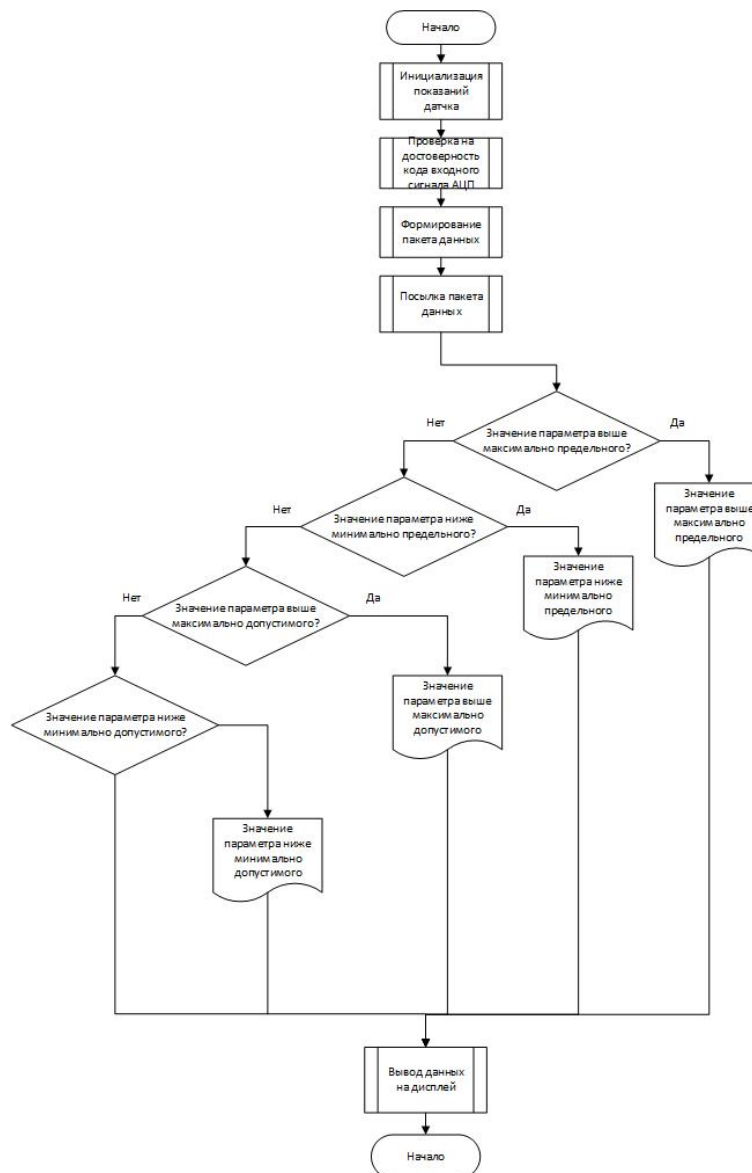 Начало
Инициализация
показаний
датчка
Проверка на
достоверность
кода входного
сигнала АЦП
Формирование
пакета данных
Посылка пакета
данных
Нет
Значение параметра выше
максимально предельного?
Да
Нет
Значение параметра ниже
минимально предельного?
Да
Значение
параметра выше
максимально
предельного
Нет
Значение параметра выше
максимально допустимого?
Да
Значение
параметра ниже
минимально
предельного
Значение параметра ниже
минимально допустимого?
Значение
параметра выше
максимально
допустимого
Значение
параметра ниже
минимально
допустимого
Вывод данных
на дисплей
Начало